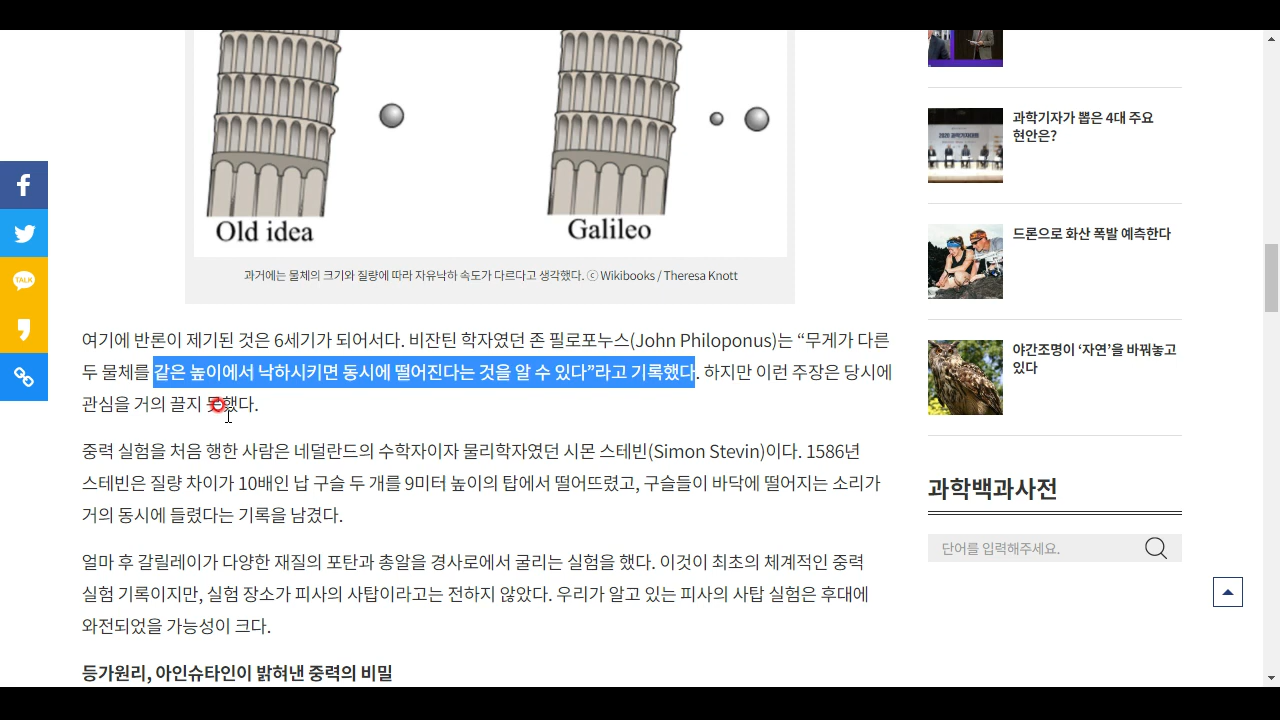 Old idea
Galileo
과거에는 물체의 크기와 질량에 따라 자유낙하 속도가 다르다고 생각했다. ⓒ Wikibooks / Theresa Knott
여기에 반론이 제기된 것은 6세기가 되어서다. 비잔틴 학자였던 존 필로포누스(John Philoponus)는 “무게가 다른
두 물체를 같은 높이에서 낙하시키면 동시에 떨어진다는 것을 알 수 있다”라고 기록했다. 하지만 이런 주장은 당시에
관심을 거의 끌지 못했다.
중력 실험을 처음 행한 사람은 네덜란드의 수학자이자 물리학자였던 시몬 스테빈(Simon Stevin)이다. 1586년
스테빈은 질량 차이가 10배인 납 구슬 두 개를 9미터 높이의 탑에서 떨어뜨렸고, 구슬들이 바닥에 떨어지는 소리가
거의 동시에 들렸다는 기록을 남겼다.
얼마 후 갈릴레이가 다양한 재질의 포탄과 총알을 경사로에서 굴리는 실험을 했다. 이것이 최초의 체계적인 중력
실험 기록이지만, 실험 장소가 피사의 사탑이라고는 전하지 않았다. 우리가 알고 있는 피사의 사탑 실험은 후대에
와전되었을 가능성이 크다.
등가원리, 아인슈타인이 밝혀낸 중력의 비밀
TALK
과학기자가 뽑은 4대 주요
현안은?
드론으로 화산 폭발 예측한다
야간조명이 ‘자연’을 바꿔놓고
있다
과학백과사전
단어를 입력해주세요.